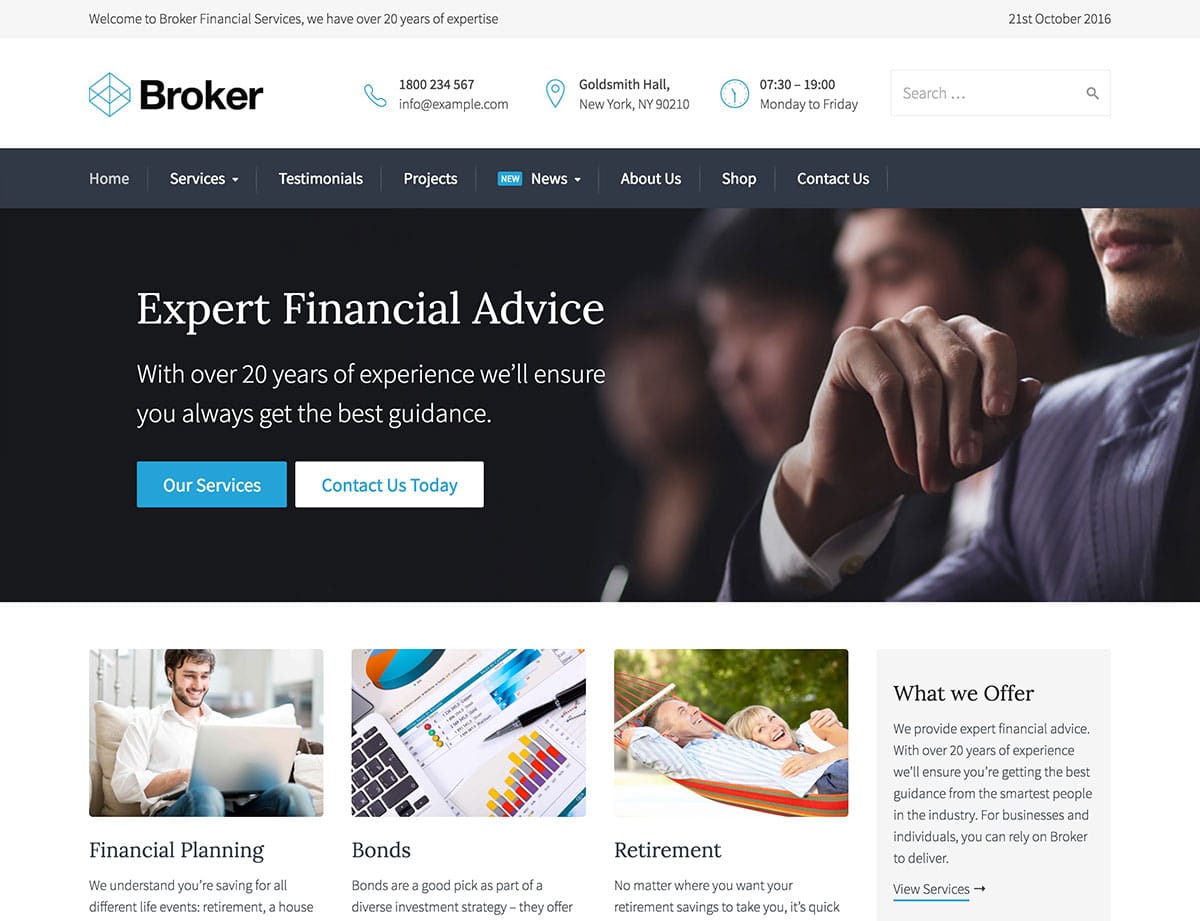 Welcome to Broker Financial Services, we have over 20 years of expertise
21st October 2016
Broker
1800 234 567
info@example.com
Goldsmith Hall,
New York, NY 90210
07:30 – 19:00
Monday to Friday
Search …
Home
Services
Testimonials
Projects
NEW News
About Us
Shop
Contact Us
Expert Financial Advice
With over 20 years of experience we’ll ensure
you always get the best guidance.
Our Services
Contact Us Today
Financial Planning
We understand you’re saving for all
different life events: retirement, a house
Bonds
Bonds are a good pick as part of a
diverse investment strategy – they offer
Retirement
No matter where you want your
retirement savings to take you, it’s quick
What we Offer
We provide expert financial advice.
With over 20 years of experience
we’ll ensure you’re getting the best
guidance from the smartest people
in the industry. For businesses and
individuals, you can rely on Broker
to deliver.
View Services →